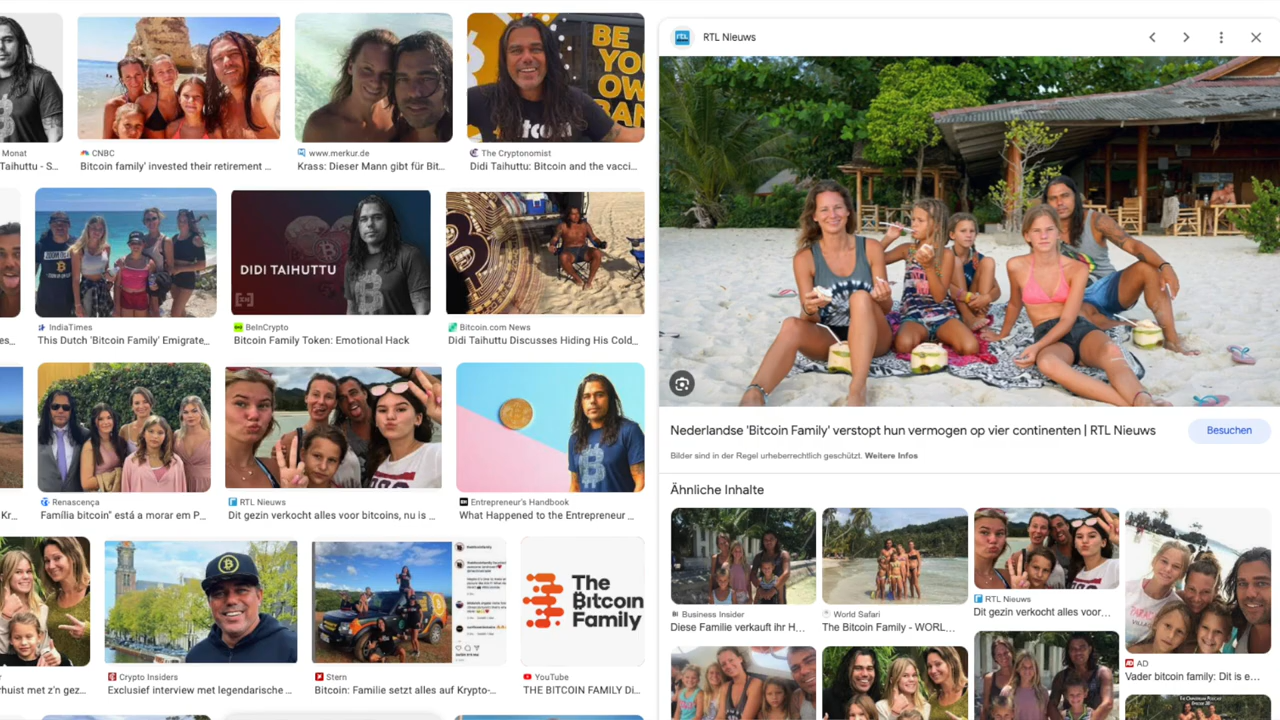 Monat
Taihuttu - S...
CNBC
Bitcoin family' invested their retirement ...
www.merkur.de
Krass: Dieser Mann gibt für Bit...
BE
YO
OW
BAN
The Cryptonomist
Didi Taihuttu: Bitcoin and the vacci...
es...
IndiaTimes
This Dutch 'Bitcoin Family' Emigrate...
DIDI TAIHUTTU
BeInCrypto
Bitcoin Family Token: Emotional Hack
Bitcoin.com News
Didi Taihuttu Discusses Hiding His Cold...
Kr...
Renascença
Família bitcoin" está a morar em P...
RTL Nieuws
Dit gezin verkocht alles voor bitcoins, nu is ...
Entrepreneur's Handbook
What Happened to the Entrepreneur ...
r
rhuist met z'n gez...
Crypto Insiders
Exclusief interview met legendarische ...
Stern
Bitcoin: Familie setzt alles auf Krypto-...
The
Bitcoin
Family
YouTube
THE BITCOIN FAMILY Di...
rtl
RTL Nieuws
Nederlandse 'Bitcoin Family' verstopt hun vermogen op vier continenten | RTL Nieuws
Besuchen
Bilder sind in der Regel urheberrechtlich geschützt. Weitere Infos
Ähnliche Inhalte
Business Insider
Diese Familie verkauft ihr H...
World Safari
The Bitcoin Family - WORL...
RTL Nieuws
Dit gezin verkocht alles voor...
AD
Vader bitcoin family: Dit is e...